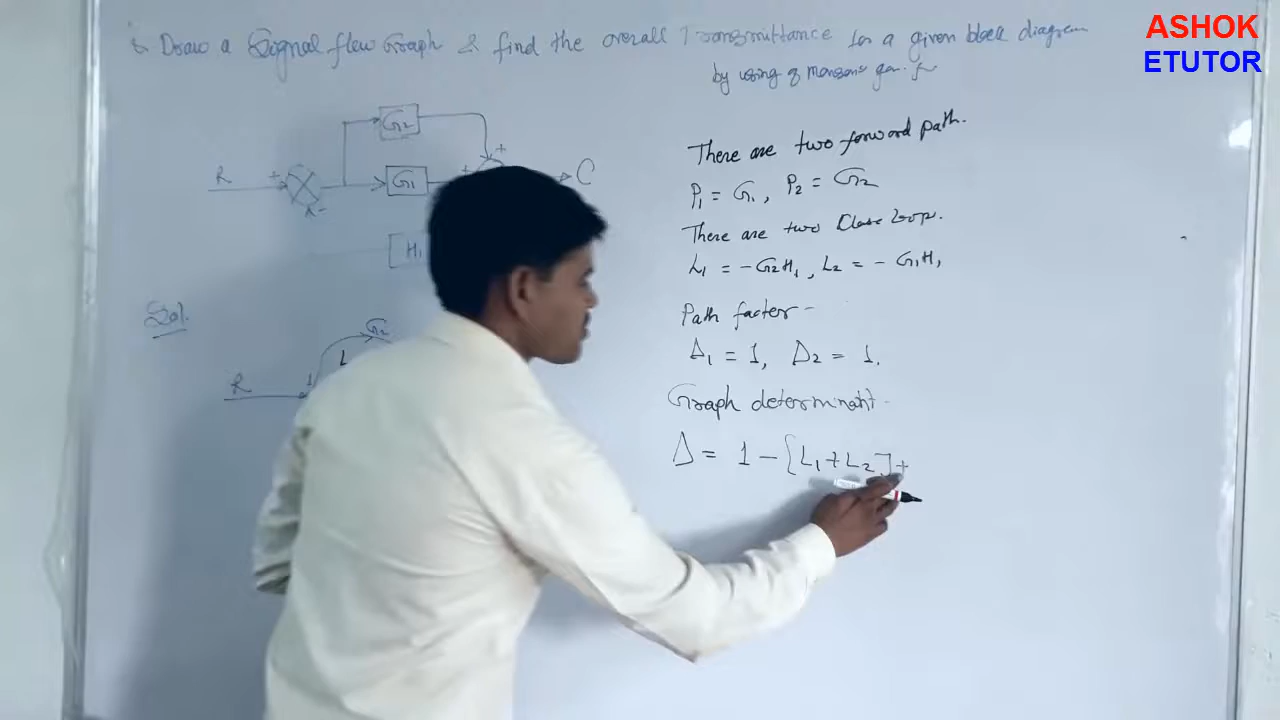 ASHOK
ETUTOR
Draw a Signal flow Graph & find the overall Transmittance for a given block diagram
by using of
There are two forward path.
P₁ = G₁, P₂ = G₂
There are two Close loop.
L₁ = -G₂H₁, L₂ = -G₁H₁
Path factor -
Δ₁ = 1, Δ₂ = 1.
Graph determinant -
Δ = 1 - [L₁ + L₂] +
G₂
R + G₁ + + C
-
H₁
Sol.
G₂
R 1